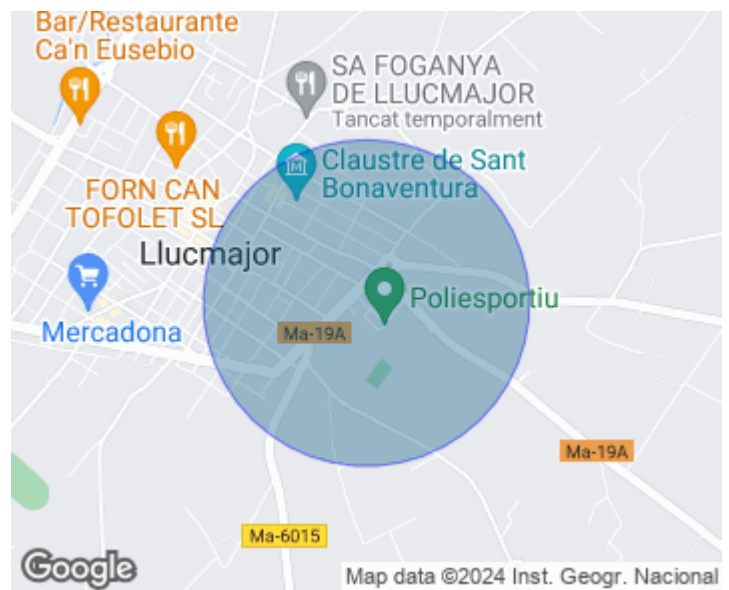 Bar/Restaurante
Ca'n Eusebio
SA FOGANYA
DE LLUCMAJOR
Tancat temporalment
FORN CAN
TOFOLET SL
Claustre de Sant
Bonaventura
Llucmajor
Poliesportiu
Mercadona
Ma-19A
Ma-19A
Ma-6015
Google
Map data ©2024 Inst. Geogr. Nacional